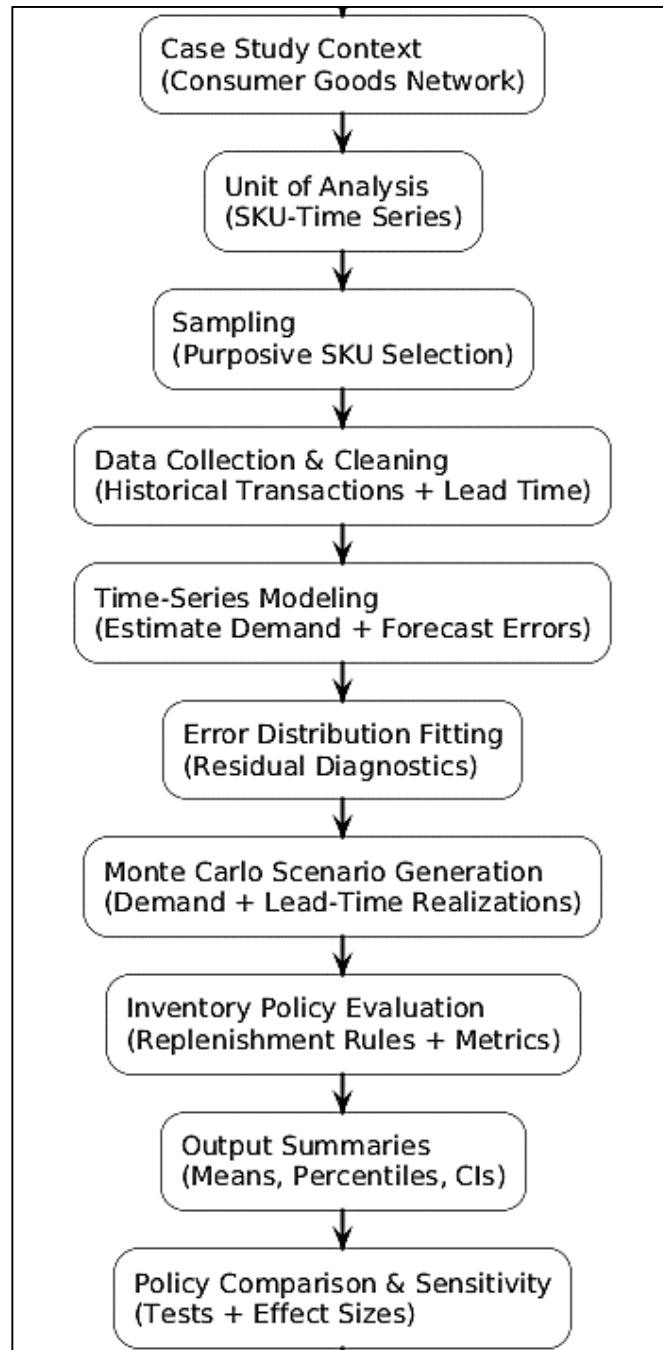 Case Study Context
(Consumer Goods Network)
Unit of Analysis
(SKU-Time Series)
Sampling
(Purposive SKU Selection)
Data Collection & Cleaning
(Historical Transactions + Lead Time)
Time-Series Modeling
(Estimate Demand + Forecast Errors)
Error Distribution Fitting
(Residual Diagnostics)
Monte Carlo Scenario Generation
(Demand + Lead-Time Realizations)
Inventory Policy Evaluation
(Replenishment Rules + Metrics)
Output Summaries
(Means, Percentiles, CIs)
Policy Comparison & Sensitivity
(Tests + Effect Sizes)